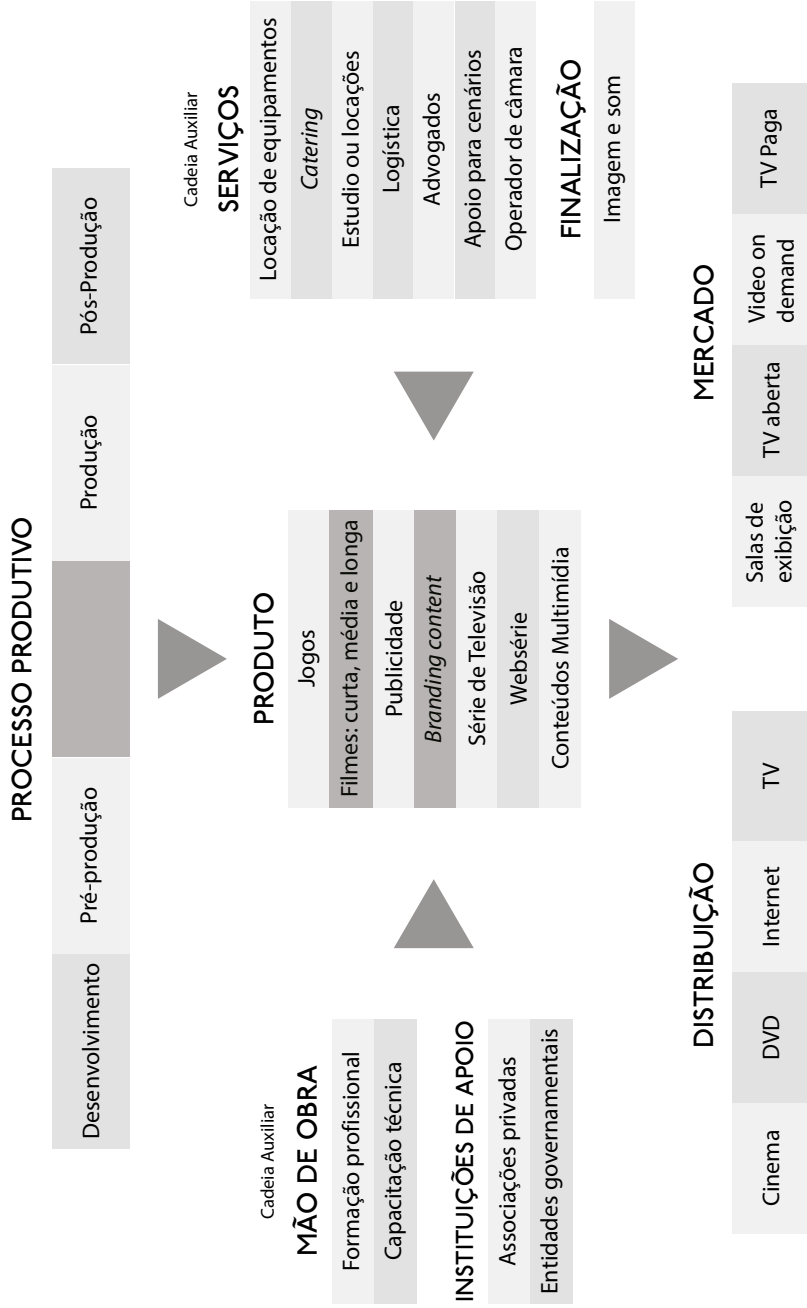 PROCESSO PRODUTIVO
Desenvolvimento
Pré-produção
Produção
Pós-Produção
Cadeia Auxiliar
MÃO DE OBRA
Formação profissional
Capacitação técnica
INSTITUIÇÕES DE APOIO
Associações privadas
Entidades governamentais
PRODUTO
Jogos
Filmes: curta, média e longa
Publicidade
Branding content
Série de Televisão
Websérie
Conteúdos Multimídia
Cadeia Auxiliar
SERVIÇOS
Locação de equipamentos
Catering
Estudio ou locações
Logística
Advogados
Apoio para cenários
Operador de câmara
FINALIZAÇÃO
Imagem e som
DISTRIBUIÇÃO
Cinema
DVD
Internet
TV
MERCADO
Salas de
exibição
TV aberta
Video on
demand
TV Paga